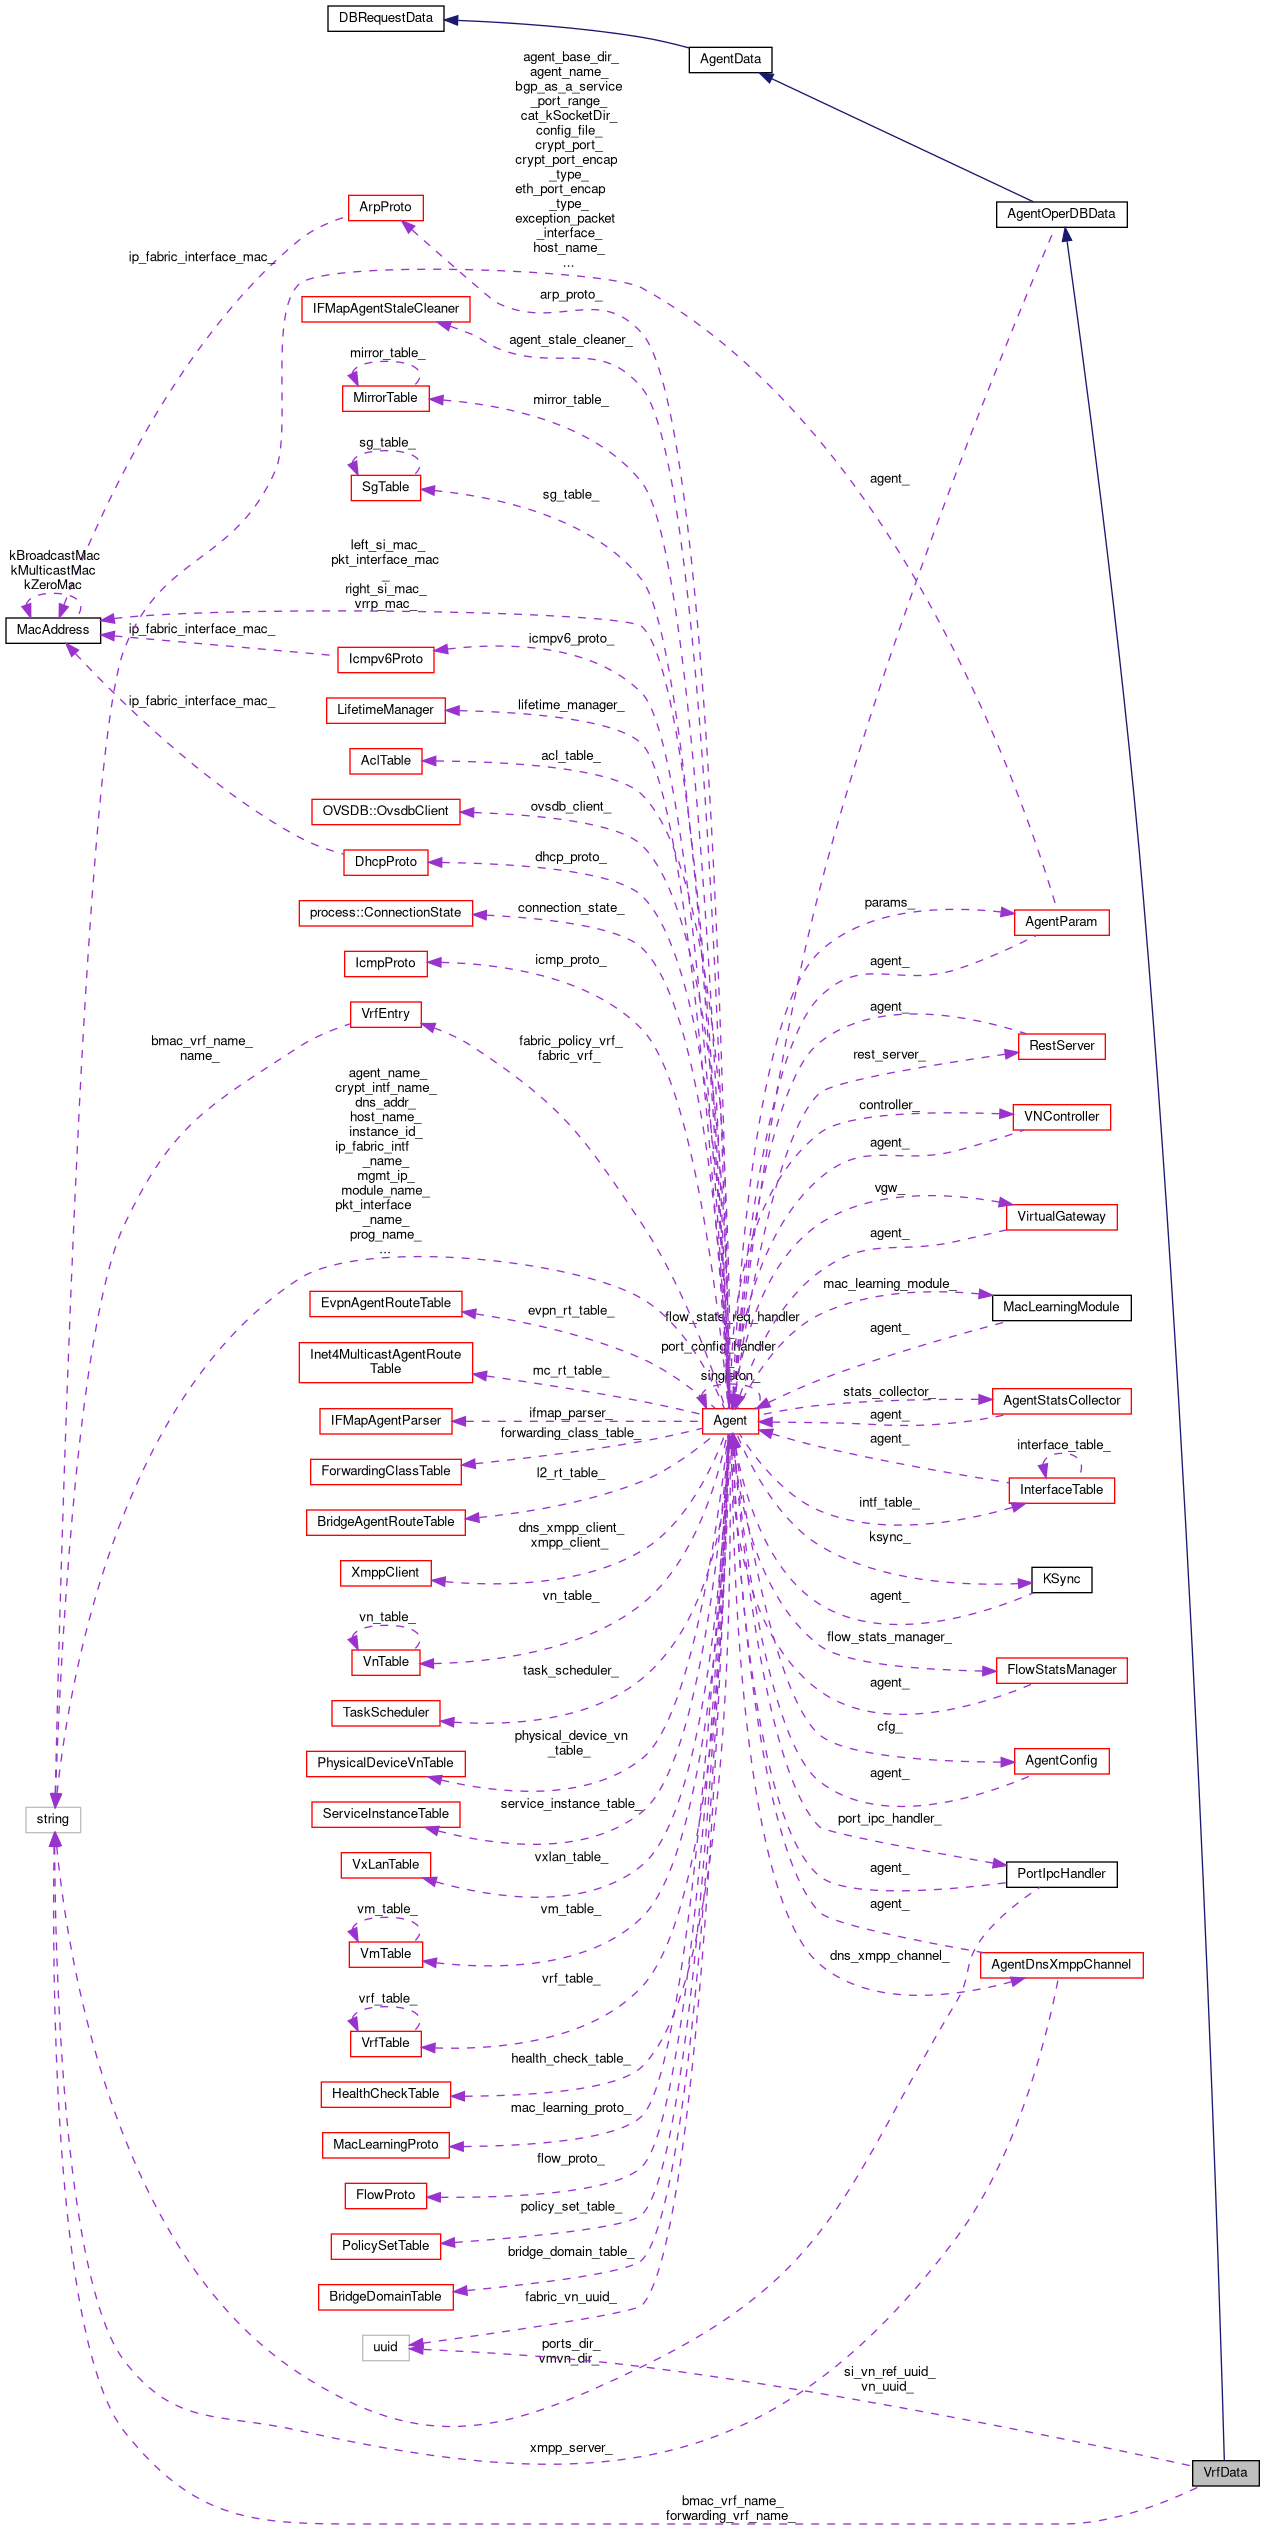 DBRequestData
AgentData
agent_base_dir_
agent_name_
bgp_as_a_service
_port_range_
cat_kSocketDir_
config_file_
crypt_port_
crypt_port_encap
_type_
eth_port_encap
_type_
exception_packet
_interface_
host_name_
...
ArpProto
AgentOperDBData
ip_fabric_interface_mac_
arp_proto_
IFMapAgentStaleCleaner
agent_stale_cleaner_
mirror_table_
MirrorTable
mirror_table_
sg_table_
SgTable
agent_
sg_table_
left_si_mac_
pkt_interface_mac
_
right_si_mac_
vrrp_mac_
kBroadcastMac
kMulticastMac
kZeroMac
MacAddress
ip_fabric_interface_mac_
icmpv6_proto_
Icmpv6Proto
ip_fabric_interface_mac_
LifetimeManager
lifetime_manager_
AclTable
acl_table_
OVSDB::OvsdbClient
ovsdb_client_
DhcpProto
dhcp_proto_
process::ConnectionState
connection_state_
params_
AgentParam
IcmpProto
icmp_proto_
agent_
VrfEntry
agent_
bmac_vrf_name_
name_
fabric_policy_vrf_
fabric_vrf_
rest_server_
RestServer
agent_name_
crypt_intf_name_
dns_addr_
host_name_
instance_id_
ip_fabric_intf
_name_
mgmt_ip_
module_name_
pkt_interface
_name_
prog_name_
...
controller_
VNController
agent_
vgw_
VirtualGateway
agent_
mac_learning_module_
MacLearningModule
agent_
EvpnAgentRouteTable
evpn_rt_table_
flow_stats_req_handler
_
port_config_handler
_
singleton_
Inet4MulticastAgentRoute
Table
mc_rt_table_
stats_collector_
AgentStatsCollector
agent_
IFMapAgentParser
ifmap_parser_
Agent
forwarding_class_table_
agent_
interface_table_
ForwardingClassTable
l2_rt_table_
InterfaceTable
intf_table_
BridgeAgentRouteTable
dns_xmpp_client_
xmpp_client_
ksync_
XmppClient
KSync
vn_table_
agent_
vn_table_
VnTable
flow_stats_manager_
FlowStatsManager
task_scheduler_
agent_
TaskScheduler
cfg_
physical_device_vn
_table_
PhysicalDeviceVnTable
AgentConfig
agent_
service_instance_table_
ServiceInstanceTable
string
port_ipc_handler_
vxlan_table_
VxLanTable
agent_
PortIpcHandler
agent_
vm_table_
vm_table_
VmTable
dns_xmpp_channel_
AgentDnsXmppChannel
vrf_table_
vrf_table_
VrfTable
health_check_table_
HealthCheckTable
mac_learning_proto_
MacLearningProto
flow_proto_
FlowProto
policy_set_table_
PolicySetTable
bridge_domain_table_
BridgeDomainTable
fabric_vn_uuid_
uuid
ports_dir_
vmvn_dir_
si_vn_ref_uuid_
vn_uuid_
xmpp_server_
VrfData
bmac_vrf_name_
forwarding_vrf_name_